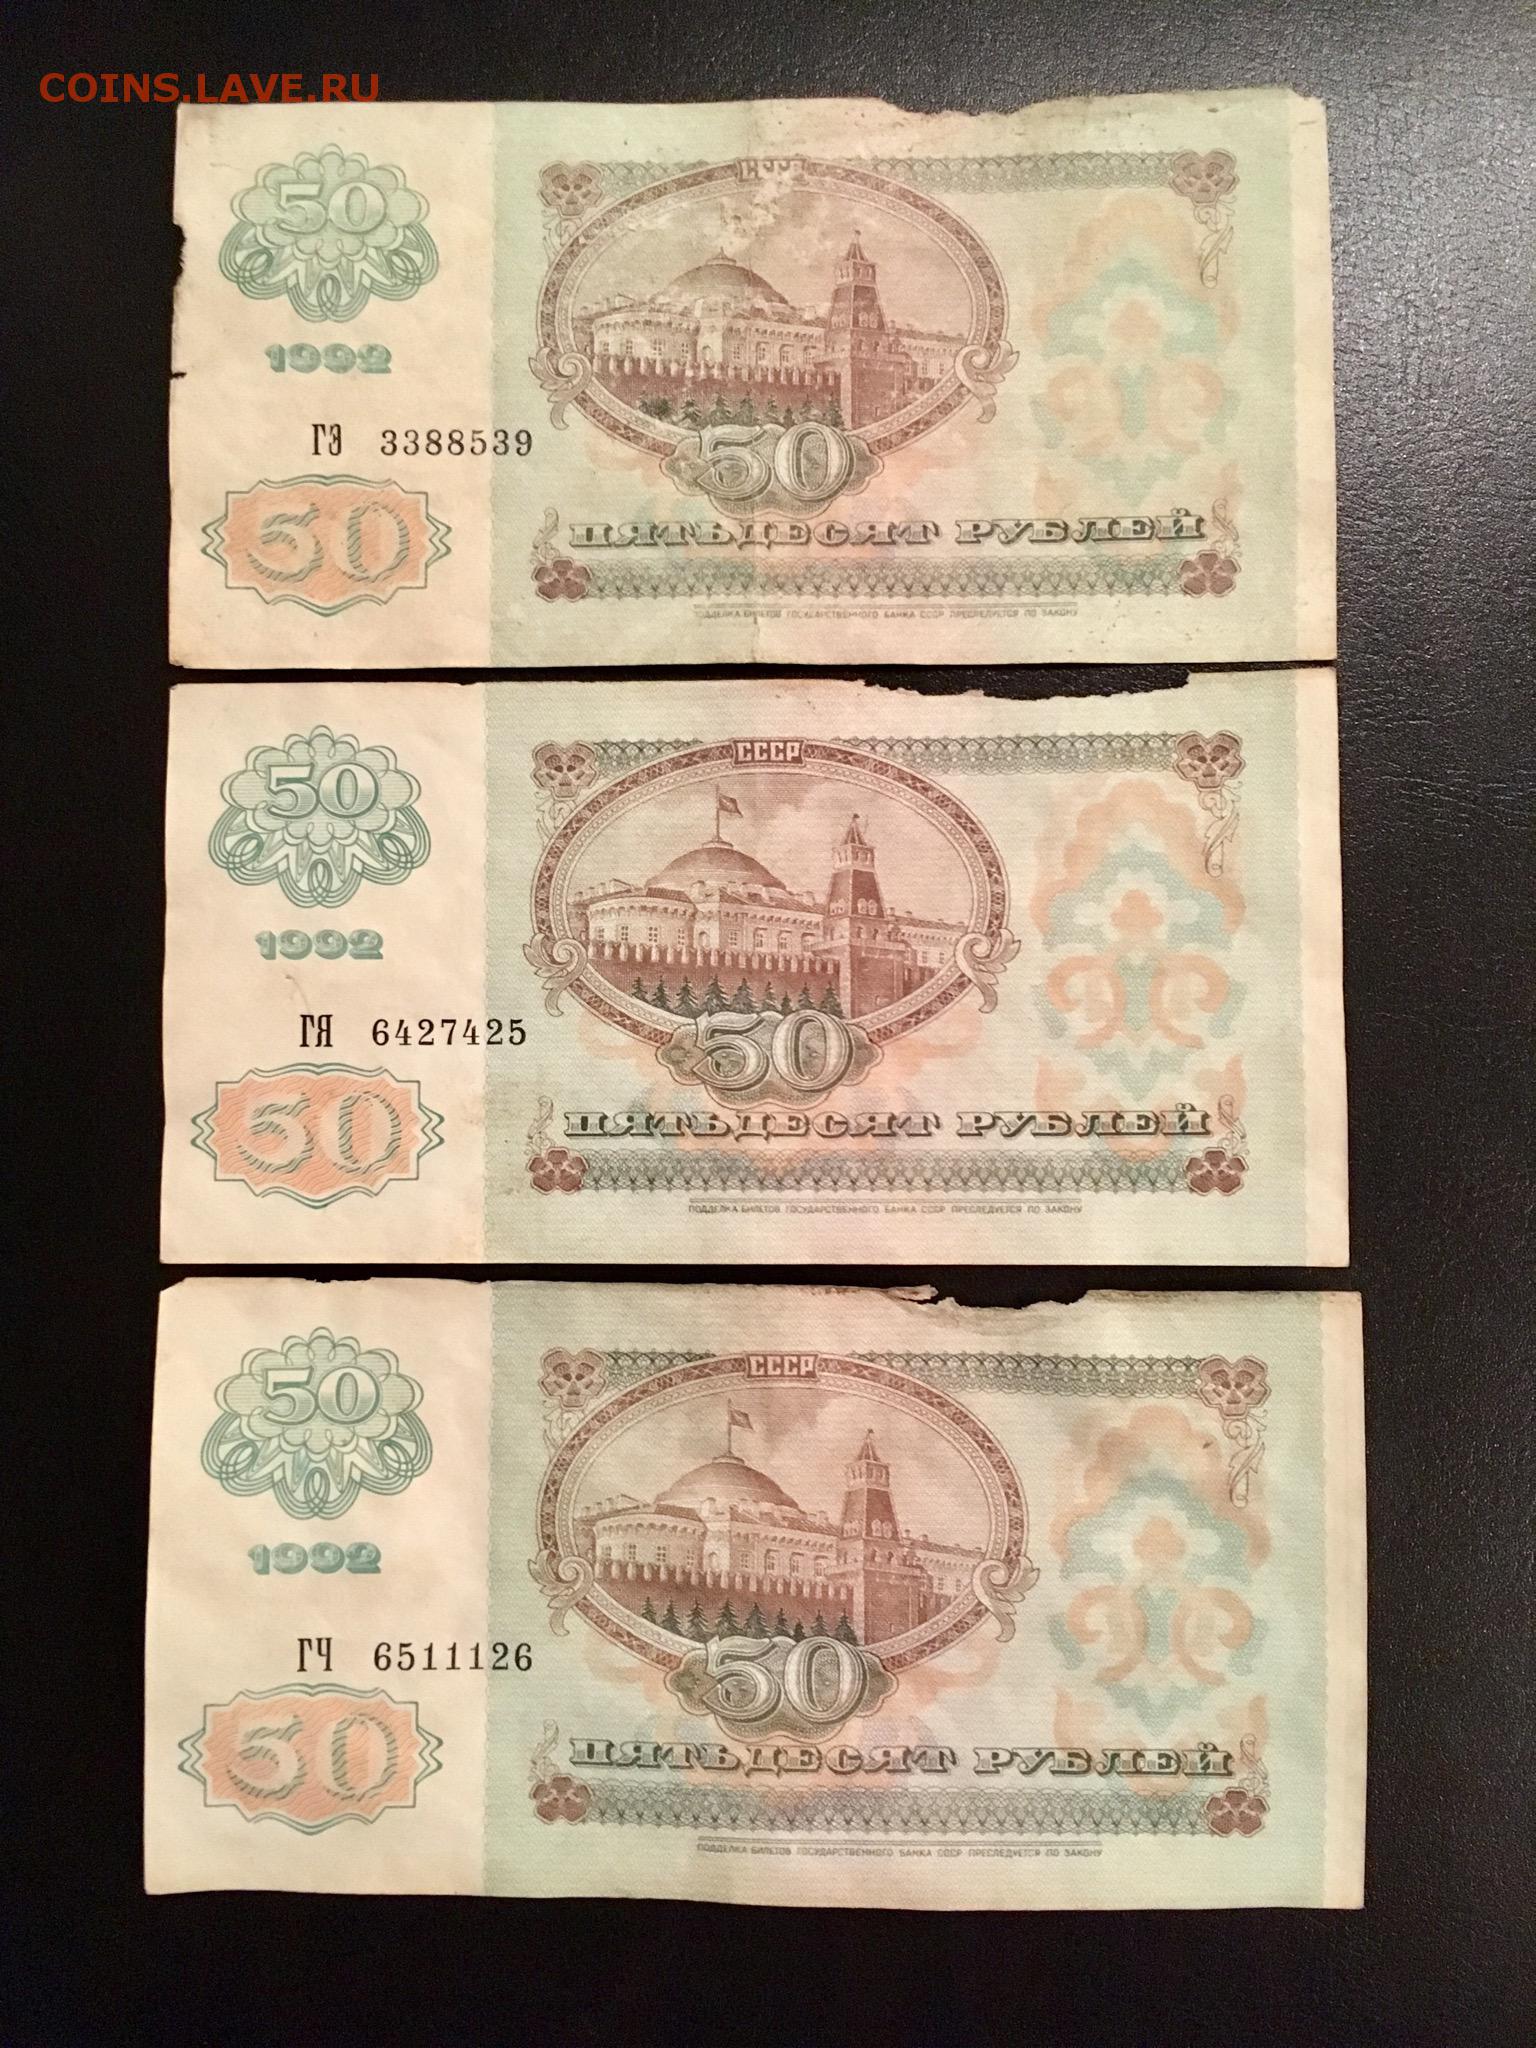 COINS.LAVE.RU
СССР
50
1992
ГЭ 3388539
50
50
ПЯТЬДЕСЯТ РУБЛЕЙ
ПОДДЕЛКА БИЛЕТОВ ГОСУДАРСТВЕННОГО БАНКА СССР ПРЕСЛЕДУЕТСЯ ПО ЗАКОНУ
СССР
50
1992
ГЯ 6427425
50
50
ПЯТЬДЕСЯТ РУБЛЕЙ
ПОДДЕЛКА БИЛЕТОВ ГОСУДАРСТВЕННОГО БАНКА СССР ПРЕСЛЕДУЕТСЯ ПО ЗАКОНУ
СССР
50
1992
ГЧ 6511126
50
50
ПЯТЬДЕСЯТ РУБЛЕЙ
ПОДДЕЛКА БИЛЕТОВ ГОСУДАРСТВЕННОГО БАНКА СССР ПРЕСЛЕДУЕТСЯ ПО ЗАКОНУ